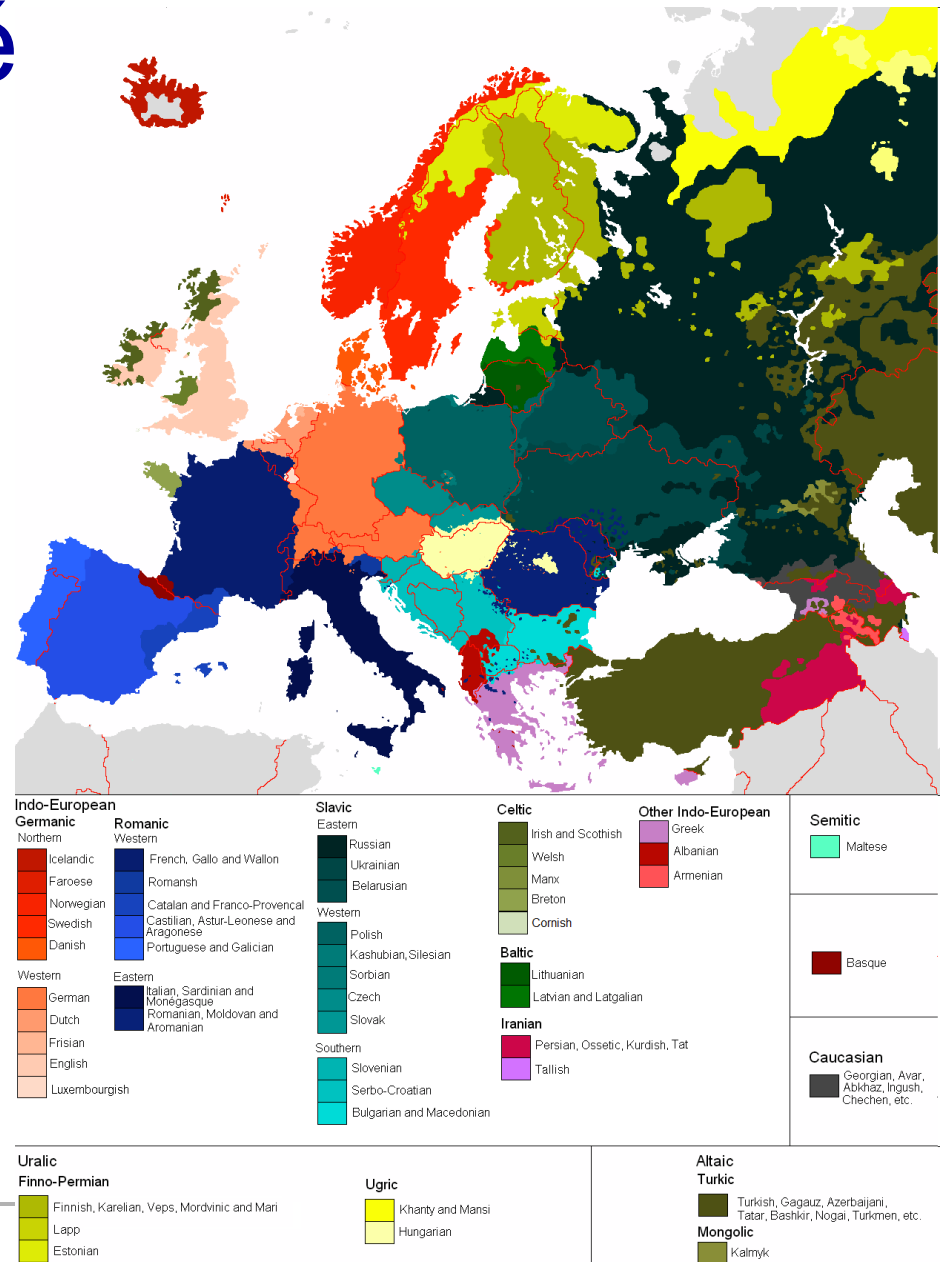 é
Indo-European
Germanic
Northern
Icelandic
Faroese
Norwegian
Swedish
Danish
Western
German
Dutch
Frisian
English
Luxembourgish
Romanic
Western
French, Gallo and Wallon
Romansh
Catalan and Franco-Provençal
Castilian, Astur-Leonese and
Aragonese
Portuguese and Galician
Eastern
Italian, Sardinian and
Monégasque
Romanian, Moldovan and
Aromanian
Slavic
Eastern
Russian
Ukrainian
Belarusian
Western
Polish
Kashubian, Silesian
Sorbian
Czech
Slovak
Southern
Slovenian
Serbo-Croatian
Bulgarian and Macedonian
Celtic
Irish and Scothish
Welsh
Manx
Breton
Cornish
Baltic
Lithuanian
Latvian and Latgalian
Iranian
Persian, Ossetic, Kurdish, Tat
Tallish
Other Indo-European
Greek
Albanian
Armenian
Semitic
Maltese
Basque
Caucasian
Georgian, Avar,
Abkhaz, Ingush,
Chechen, etc.
Uralic
Finno-Permian
Finnish, Karelian, Veps, Mordvinic and Mari
Lapp
Estonian
Ugric
Khanty and Mansi
Hungarian
Altaic
Turkic
Turkish, Gagauz, Azerbaijani,
Tatar, Bashkir, Nogai, Turkmen, etc.
Mongolic
Kalmyk